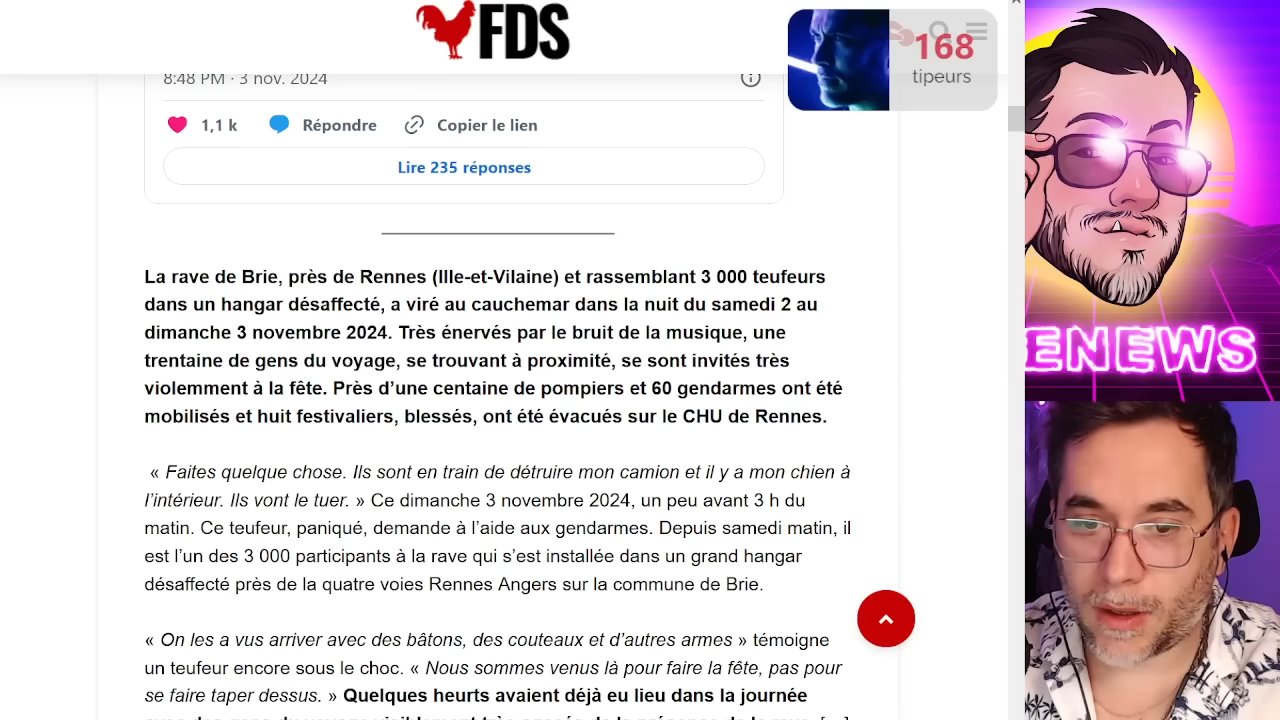 FDS
168
tipeurs
8:48 PM · 3 nov. 2024
1,1 k Répondre Copier le lien
Lire 235 réponses
La rave de Brie, près de Rennes (Ille-et-Vilaine) et rassemblant 3 000 teufeurs
dans un hangar désaffecté, a viré au cauchemar dans la nuit du samedi 2 au
dimanche 3 novembre 2024. Très énervés par le bruit de la musique, une
trentaine de gens du voyage, se trouvant à proximité, se sont invités très
violemment à la fête. Près d’une centaine de pompiers et 60 gendarmes ont été
mobilisés et huit festivaliers, blessés, ont été évacués sur le CHU de Rennes.
« Faites quelque chose. Ils sont en train de détruire mon camion et il y a mon chien à
l’intérieur. Ils vont le tuer. » Ce dimanche 3 novembre 2024, un peu avant 3 h du
matin. Ce teufeur, paniqué, demande à l’aide aux gendarmes. Depuis samedi matin, il
est l’un des 3 000 participants à la rave qui s’est installée dans un grand hangar
désaffecté près de la quatre voies Rennes Angers sur la commune de Brie.
« On les a vus arriver avec des bâtons, des couteaux et d’autres armes » témoigne
un teufeur encore sous le choc. « Nous sommes venus là pour faire la fête, pas pour
se faire taper dessus. » Quelques heurts avaient déjà eu lieu dans la journée
ENEWS